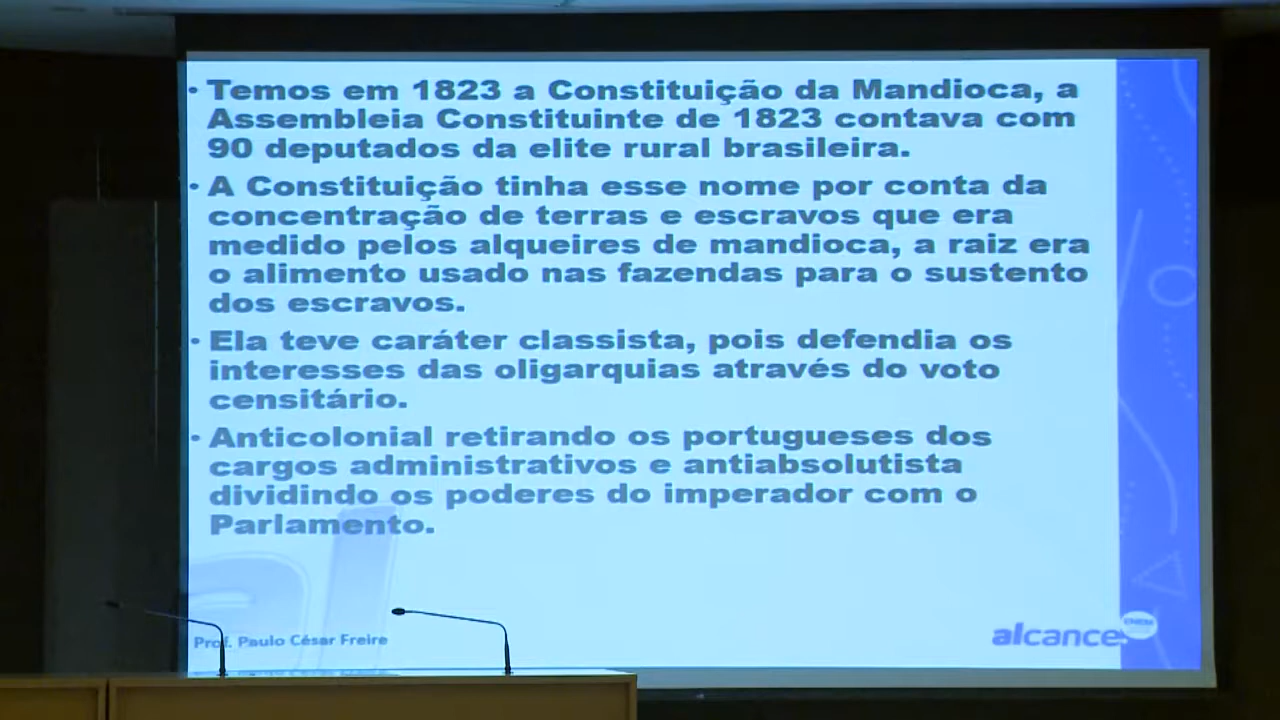 • Temos em 1823 a Constituição da Mandioca, a
Assembleia Constituinte de 1823 contava com
90 deputados da elite rural brasileira.
• A Constituição tinha esse nome por conta da
concentração de terras e escravos que era
medido pelos alqueires de mandioca, a raiz era
o alimento usado nas fazendas para o sustento
dos escravos.
• Ela teve caráter classista, pois defendia os
interesses das oligarquias através do voto
censitário.
• Anticolonial retirando os portugueses dos
cargos administrativos e antiabsolutista
dividindo os poderes do imperador com o
Parlamento.
Prof. Paulo César Freire
alcance
ENEM